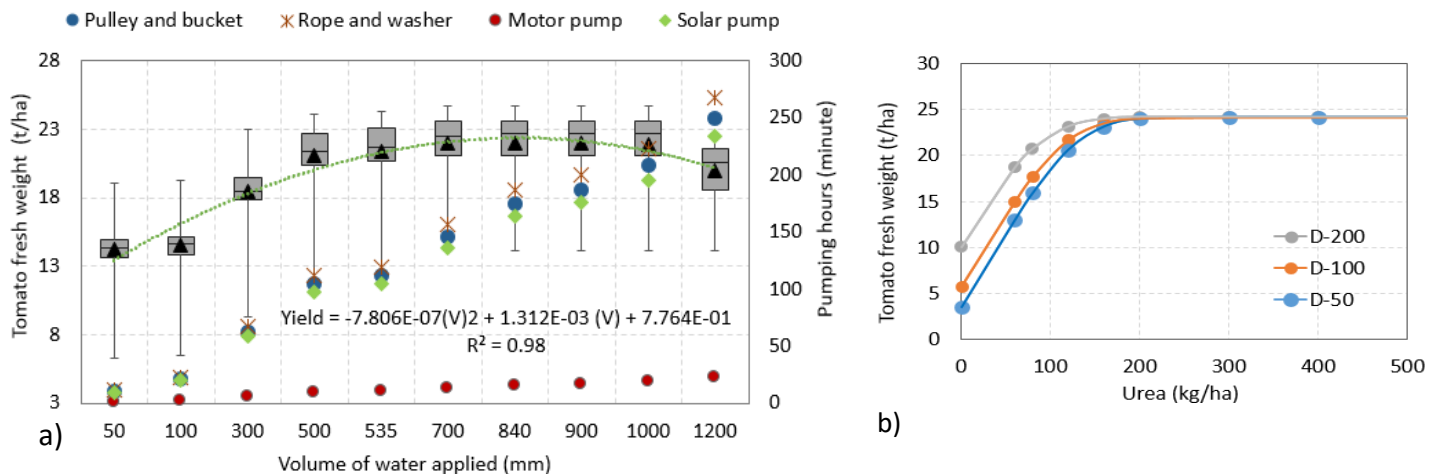 Pulley and bucket Rope and washer Motor pump Solar pump
Tomato fresh weight (t/ha)
28
23
18
13
8
3
300
250
200
150
100
50
0
Pumping hours (minute)
Yield = -7.806E-07(V)2 + 1.312E-03 (V) + 7.764E-01
R² = 0.98
50 100 300 500 535 700 840 900 1000 1200
Volume of water applied (mm)
a)
Tomato fresh weight (t/ha)
30
25
20
15
10
5
0
D-200
D-100
D-50
0 100 200 300 400 500
Urea (kg/ha)
b)